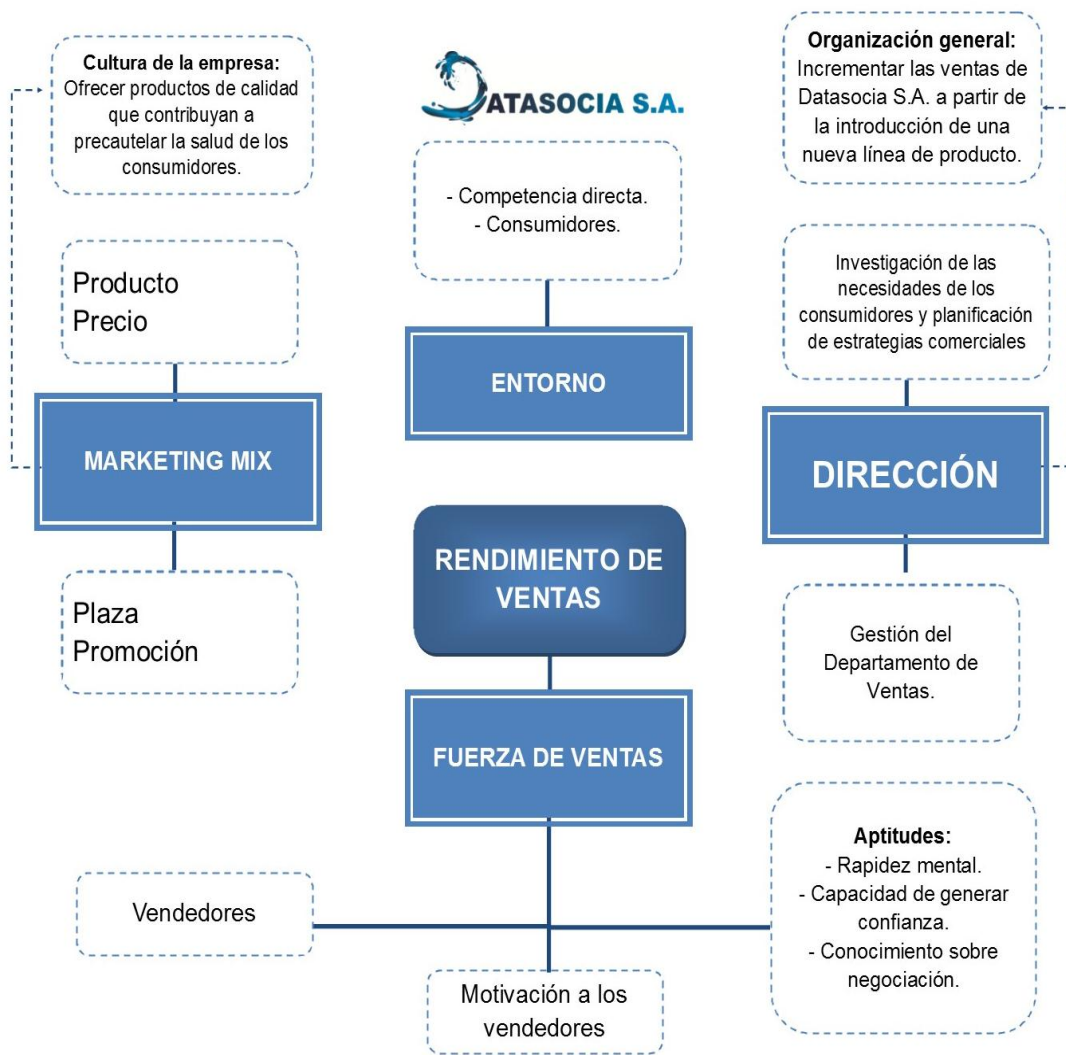 Cultura de la empresa:
Ofrecer productos de calidad
que contribuyan a
precautelar la salud de los
consumidores.
DATASOCIA S.A.
Organización general:
Incrementar las ventas de
Datasocia S.A. a partir de
la introducción de una
nueva línea de producto.
- Competencia directa.
- Consumidores.
Producto
Precio
Investigación de las
necesidades de los
consumidores y planificación
de estrategias comerciales
ENTORNO
MARKETING MIX
DIRECCIÓN
RENDIMIENTO DE
VENTAS
Plaza
Promoción
Gestión del
Departamento de
Ventas.
FUERZA DE VENTAS
Vendedores
Aptitudes:
- Rapidez mental.
- Capacidad de generar
confianza.
- Conocimiento sobre
negociación.
Motivación a los
vendedores